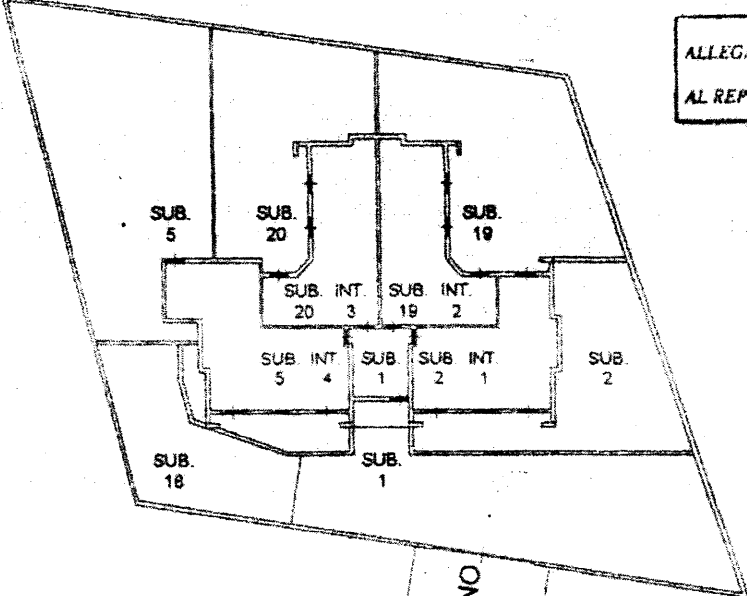 ALLEGA
AL REP
SUB.
5
SUB.
20
SUB.
19
SUB. INT.
20 3
SUB. INT.
19 2
SUB. INT.
5 4
SUB.
1
SUB. INT.
2 1
SUB.
2
SUB.
18
SUB.
1
NO